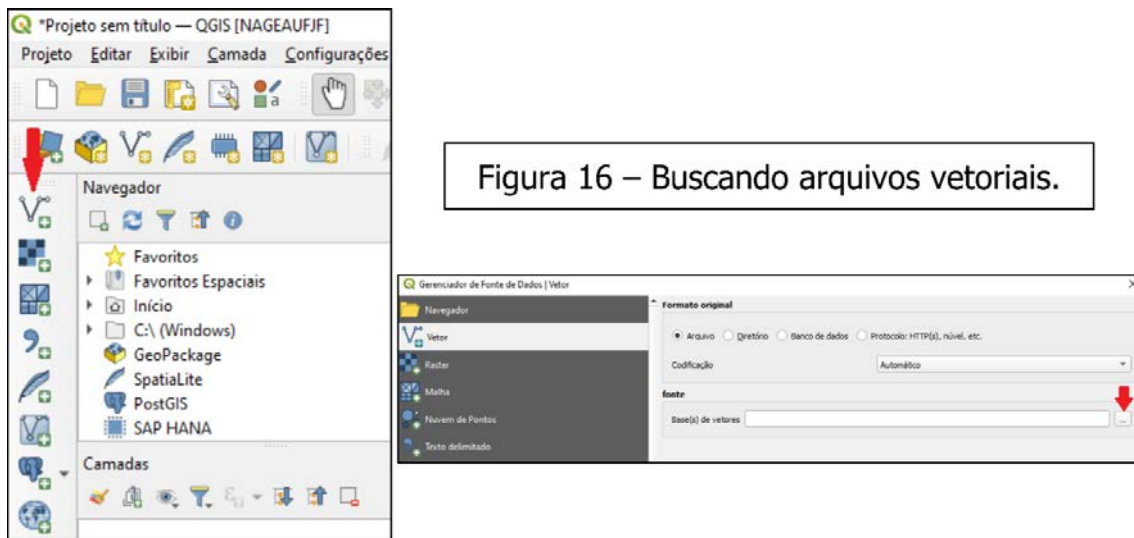 *Projeto sem título — QGIS [NAGEAUFJF]
Projeto Editar Exibir Camada Configurações
a
Navegador
Favoritos
Favoritos Espaciais
Início
C:\ (Windows)
GeoPackage
SpatiaLite
PostGIS
SAP HANA
Camadas
Figura 16 – Buscando arquivos vetoriais.
Gerenciador de Fonte de Dados | Vetor
Navegador
Vetor
Raster
Malha
Nuvem de Pontos
Texto delimitado
Formato original
Arquivo Diretório Banco de dados Protocolo: HTTP(s), núvel, etc.
Codificação Automático
fonte
Base(s) de vetores ...